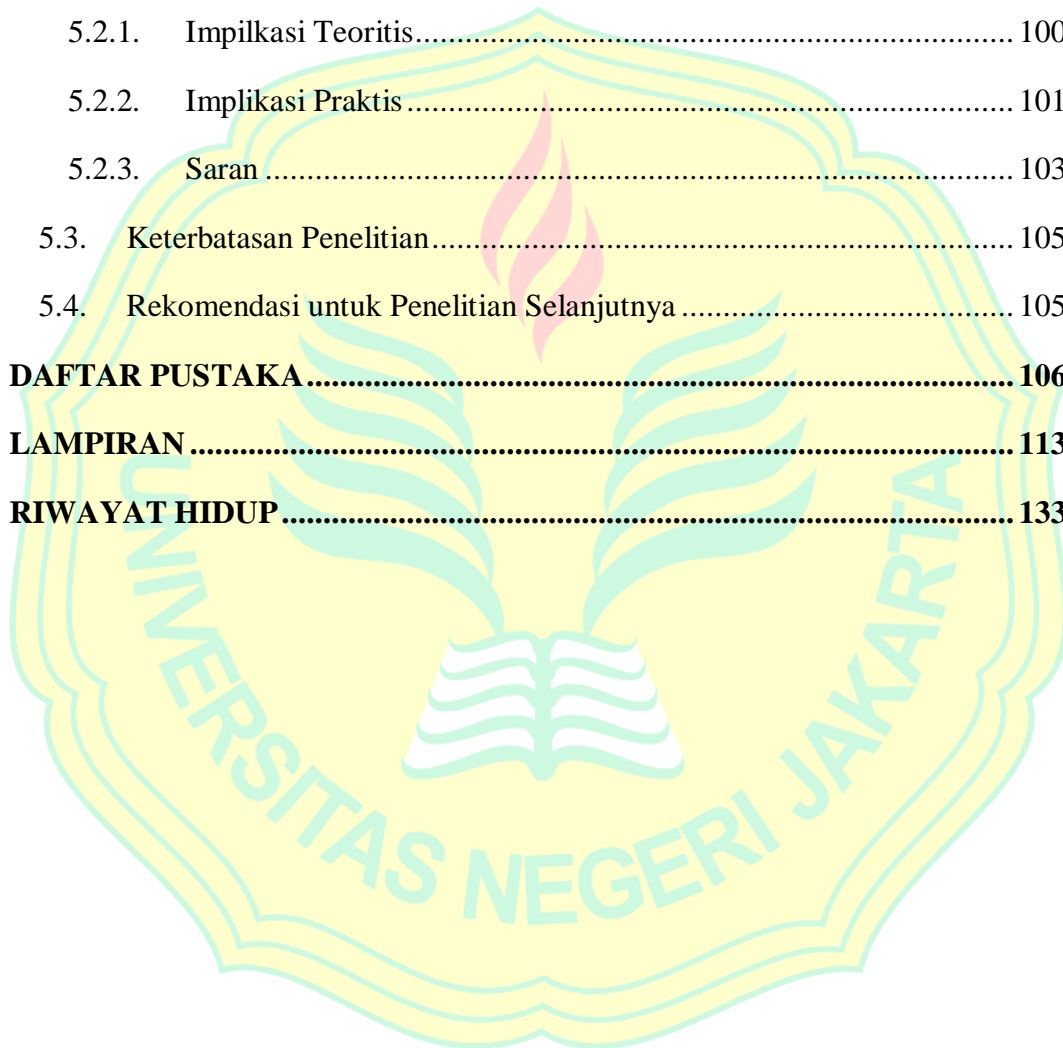 5.2.1. Impilkasi Teoritis.......................................................................... 100
5.2.2. Implikasi Praktis........................................................................... 101
5.2.3. Saran............................................................................................. 103
5.3. Keterbatasan Penelitian....................................................................... 105
5.4. Rekomendasi untuk Penelitian Selanjutnya........................................ 105
DAFTAR PUSTAKA....................................................................................... 106
LAMPIRAN..................................................................................................... 113
RIWAYAT HIDUP.......................................................................................... 133
UNIVERSITAS NEGERI JAKARTA